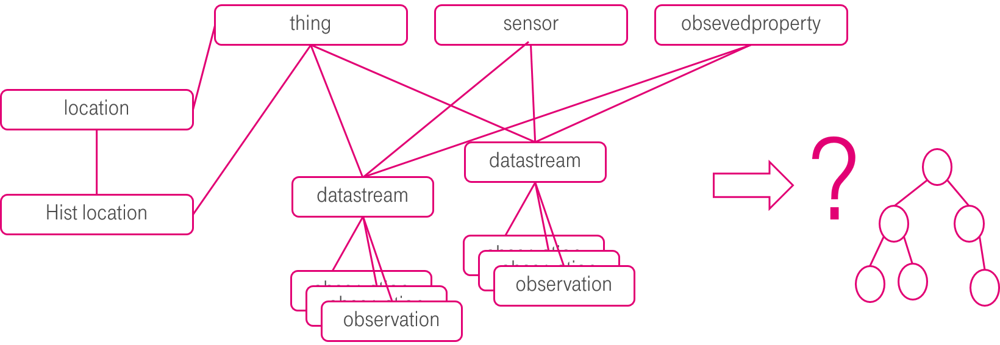 thing
sensor
obsevedproperty
location
datastream
Hist location
datastream
observation
observation
?